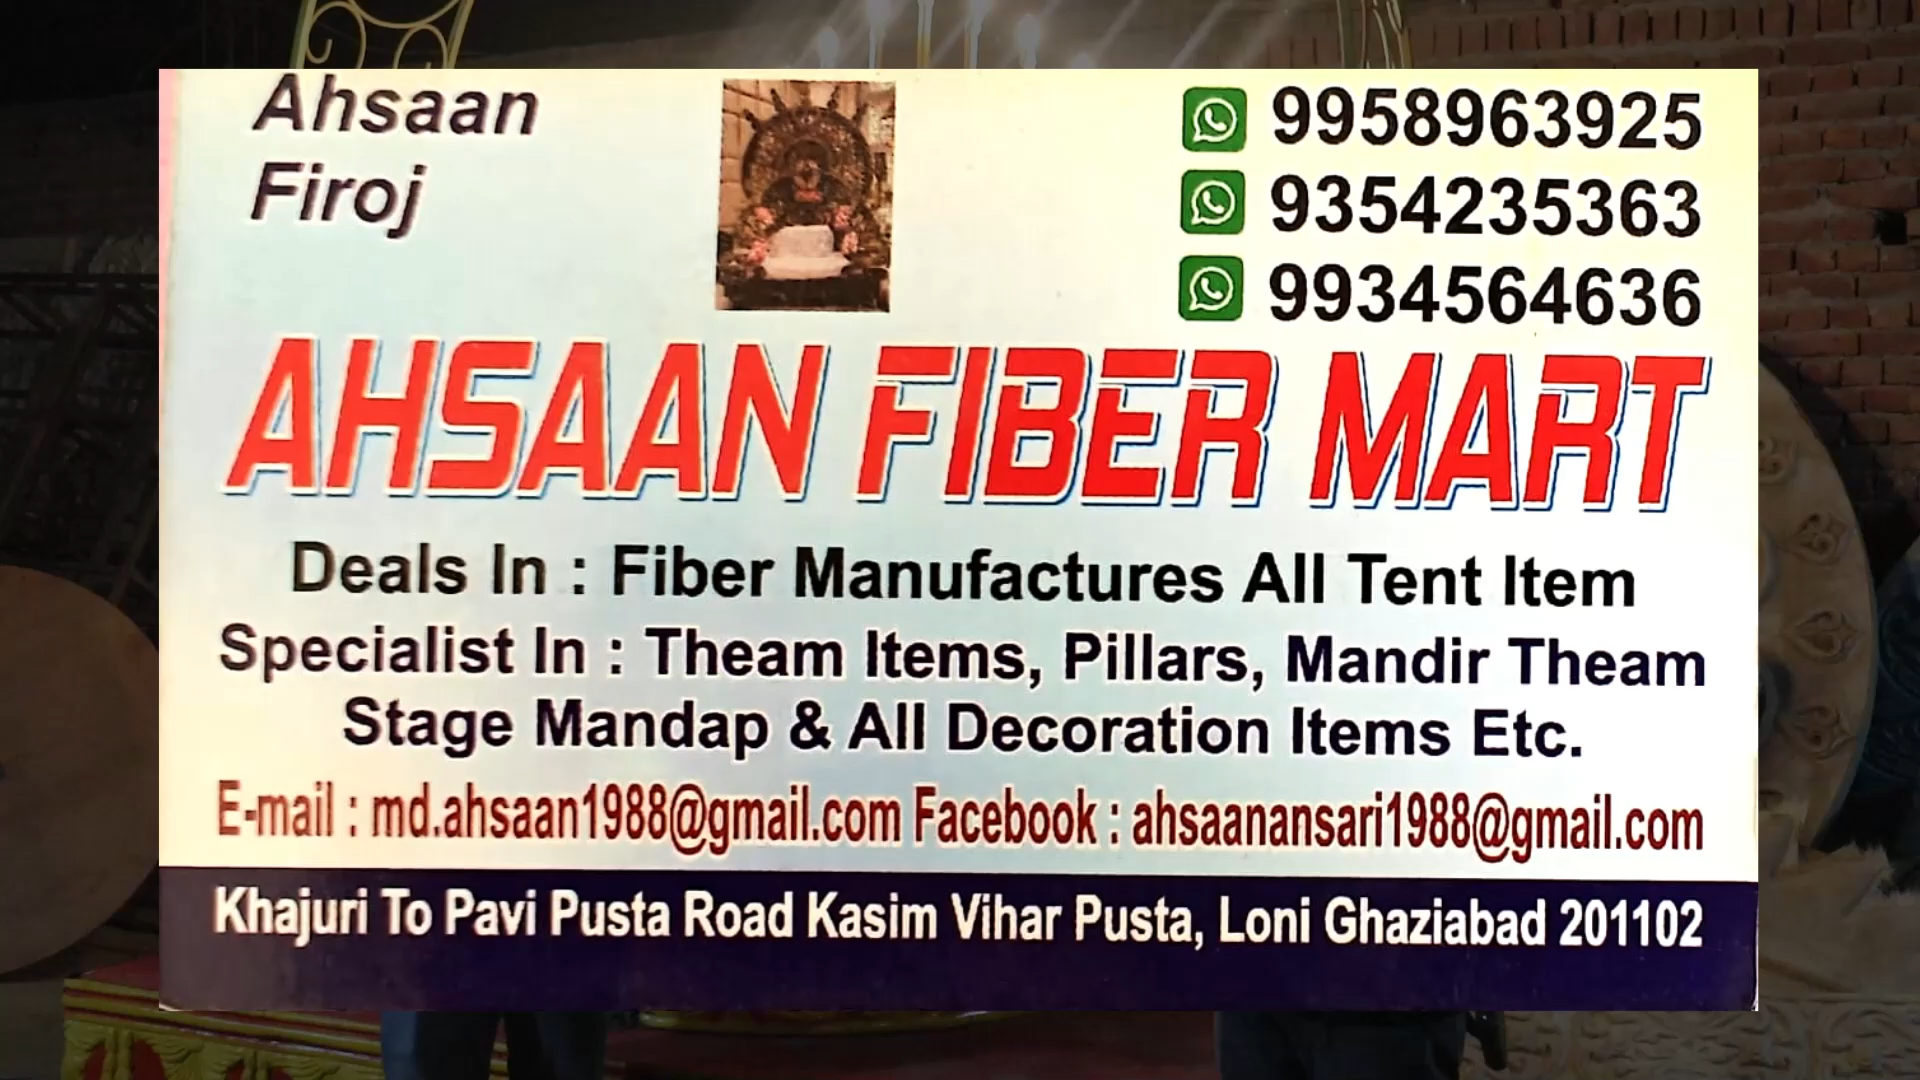 Ahsaan
Firoj
9958963925
9354235363
9934564636
AHSAAN FIBER MART
Deals In : Fiber Manufactures All Tent Item
Specialist In : Theam Items, Pillars, Mandir Theam
Stage Mandap & All Decoration Items Etc.
E-mail : md.ahsaan1988@gmail.com Facebook : ahsaanansari1988@gmail.com
Khajuri To Pavi Pusta Road Kasim Vihar Pusta, Loni Ghaziabad 201102